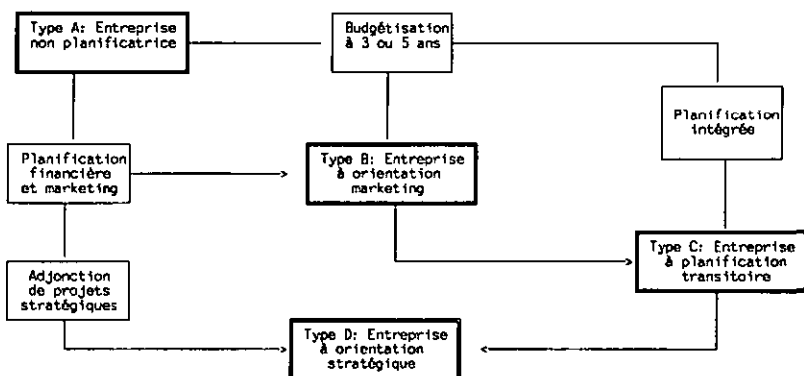 Type A: Entreprise
non planificatrice
Budgétisation
à 3 ou 5 ans
Planification
intégrée
Planification
financière
et marketing
Type B: Entreprise
à orientation
marketing
Type C: Entreprise
à planification
transitoire
Adjonction
de projets
stratégiques
Type D: Entreprise
à orientation
stratégique